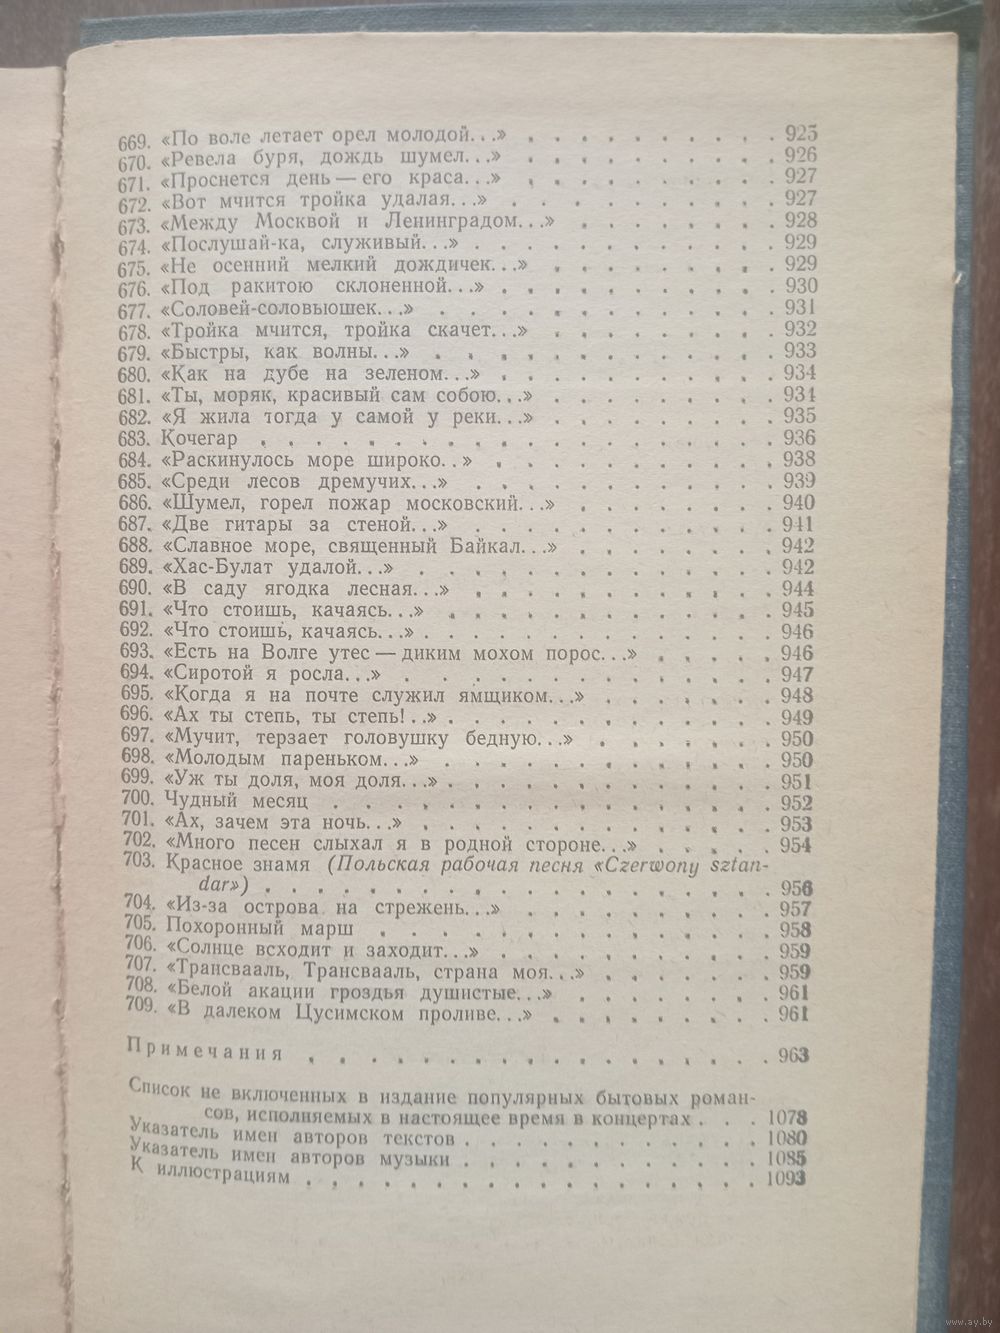 669. «По воле летает орел молодой. . .» . . . . . . . . . . 925
670. «Ревела буря, дождь шумел. . .» . . . . . . . . . . 926
671. «Проснется день — его краса. . .» . . . . . . . . . . 927
672. «Вот мчится тройка удалая. . .» . . . . . . . . . . . 927
673. «Между Москвой и Ленинградом. . .» . . . . . . . . . 928
674. «Послушай-ка, служивый. . .» . . . . . . . . . . . . 929
675. «Не осенний мелкий дождичек. . .» . . . . . . . . . 929
676. «Под ракитою склоненной. . .» . . . . . . . . . . . 930
677. «Соловей-соловьюшек. . .» . . . . . . . . . . . . . 931
678. «Тройка мчится, тройка скачет. . .» . . . . . . . . . 932
679. «Быстры, как волны. . .» . . . . . . . . . . . . . 933
680. «Как на дубе на зеленом. . .» . . . . . . . . . . . 934
681. «Ты, моряк, красивый сам собою. . .» . . . . . . . . . 934
682. «Я жила тогда у самой у реки. . .» . . . . . . . . . 935
683. Кочегар . . . . . . . . . . . . . . . . . . . . 936
684. «Раскинулось море широко. . .» . . . . . . . . . . . 938
685. «Среди лесов дремучих. . .» . . . . . . . . . . . . 939
686. «Шумел, горел пожар московский. . .» . . . . . . . . 940
687. «Две гитары за стеной. . .» . . . . . . . . . . . . 941
688. «Славное море, священный Байкал. . .» . . . . . . . . 942
689. «Хас-Булат удалой. . .» . . . . . . . . . . . . . . 942
690. «В саду ягодка лесная. . .» . . . . . . . . . . . . 944
691. «Что стоишь, качаясь. . .» . . . . . . . . . . . . . 945
692. «Что стоишь, качаясь. . .» . . . . . . . . . . . . . 946
693. «Есть на Волге утес — диким мохом порос. . .» . . . . . 946
694. «Сиротой я росла. . .» . . . . . . . . . . . . . . 947
695. «Когда я на почте служил ямщиком. . .» . . . . . . . 948
696. «Ах ты степь, ты степь! . .» . . . . . . . . . . . . 949
697. «Мучит, терзает головушку бедную. . .» . . . . . . . 950
698. «Молодым пареньком. . .» . . . . . . . . . . . . . 950
699. «Уж ты доля, моя доля. . .» . . . . . . . . . . . . 951
700. Чудный месяц . . . . . . . . . . . . . . . . . 952
701. «Ах, зачем эта ночь. . .» . . . . . . . . . . . . . 953
702. «Много песен слыхал я в родной стороне. . .» . . . . . 954
703. Красное знамя (Польская рабочая песня «Czerwony sztan-
dar») . . . . . . . . . . . . . . . . . . . 956
704. «Из-за острова на стрежень. . .» . . . . . . . . . . 957
705. Похоронный марш . . . . . . . . . . . . . . . 958
706. «Солнце всходит и заходит. . .» . . . . . . . . . . . 959
707. «Трансвааль, Трансвааль, страна моя. . .» . . . . . . . 959
708. «Белой акации гроздья душистые. . .» . . . . . . . . 961
709. «В далеком Цусимском проливе. . .» . . . . . . . . . 961
Примечания . . . . . . . . . . . . . . . . . . 963
Список не включенных в издание популярных бытовых роман-
сов, исполняемых в настоящее время в концертах . . . 1078
Указатель имен авторов текстов . . . . . . . . . . . . 1080
Указатель имен авторов музыки . . . . . . . . . . . . 1085
К иллюстрациям . . . . . . . . . . . . . . . . . . 1093
www.ay.by